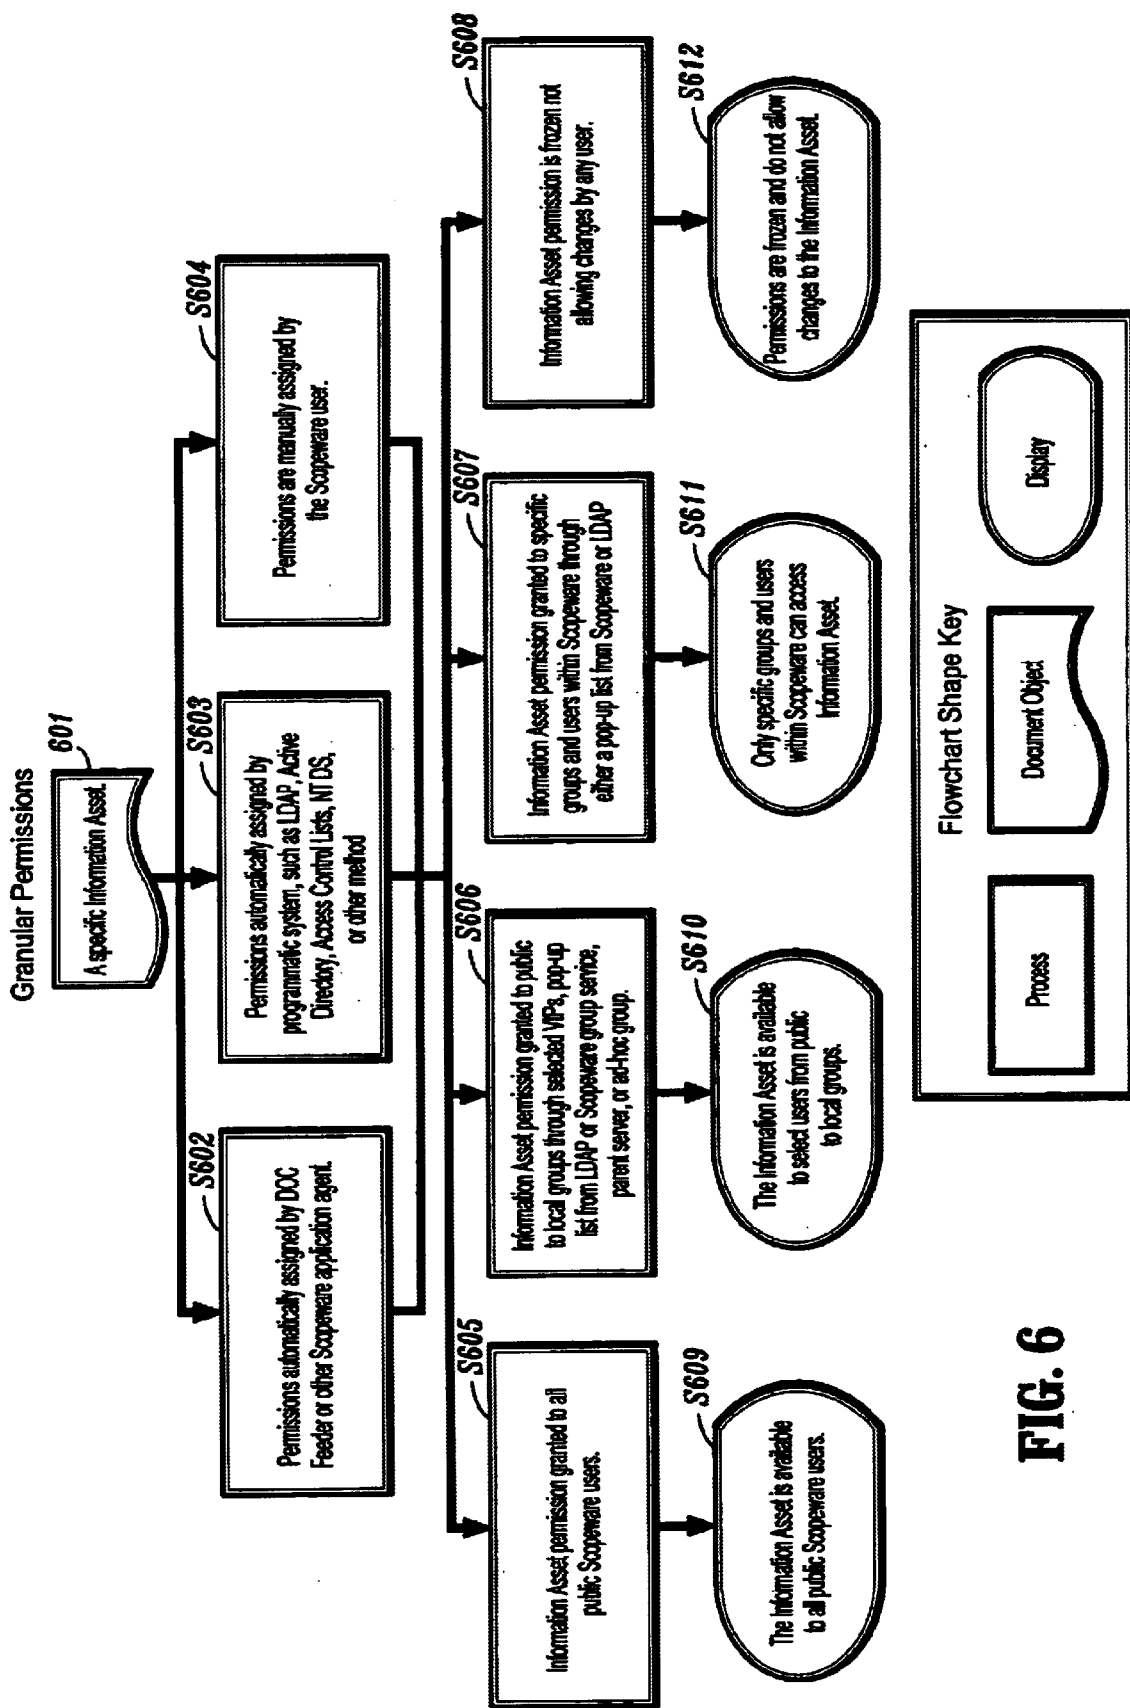 Granular Permissions
601
A specific Information Asset.
S602
Permissions automatically assigned by DOC
Feeder or other Scopeware application agent.
S603
Permissions automatically assigned by
programmatic system, such as LDAP, Active
Directory, Access Control Lists, NT DS,
or other method
S604
Permissions are manually assigned by
the Scopeware user.
S605
Information Asset permission granted to all
public Scopeware users.
S606
Information Asset permission granted to public
to local groups through selected VIPs, pop-up
list from LDAP or Scopeware group service,
parent server, or ad-hoc group.
S607
Information Asset permission granted to specific
groups and users within Scopeware through
either a pop-up list from Scopeware or LDAP
S608
Information Asset permission is frozen not
allowing changes by any user.
S609
The Information Asset is available
to all public Scopeware users.
S610
The Information Asset is available
to select users from public
to local groups.
S611
Only specific groups and users
within Scopeware can access
Information Asset.
S612
Permissions are frozen and do not allow
changes to the Information Asset.
Flowchart Shape Key
Process
Document Object
Display
FIG. 6